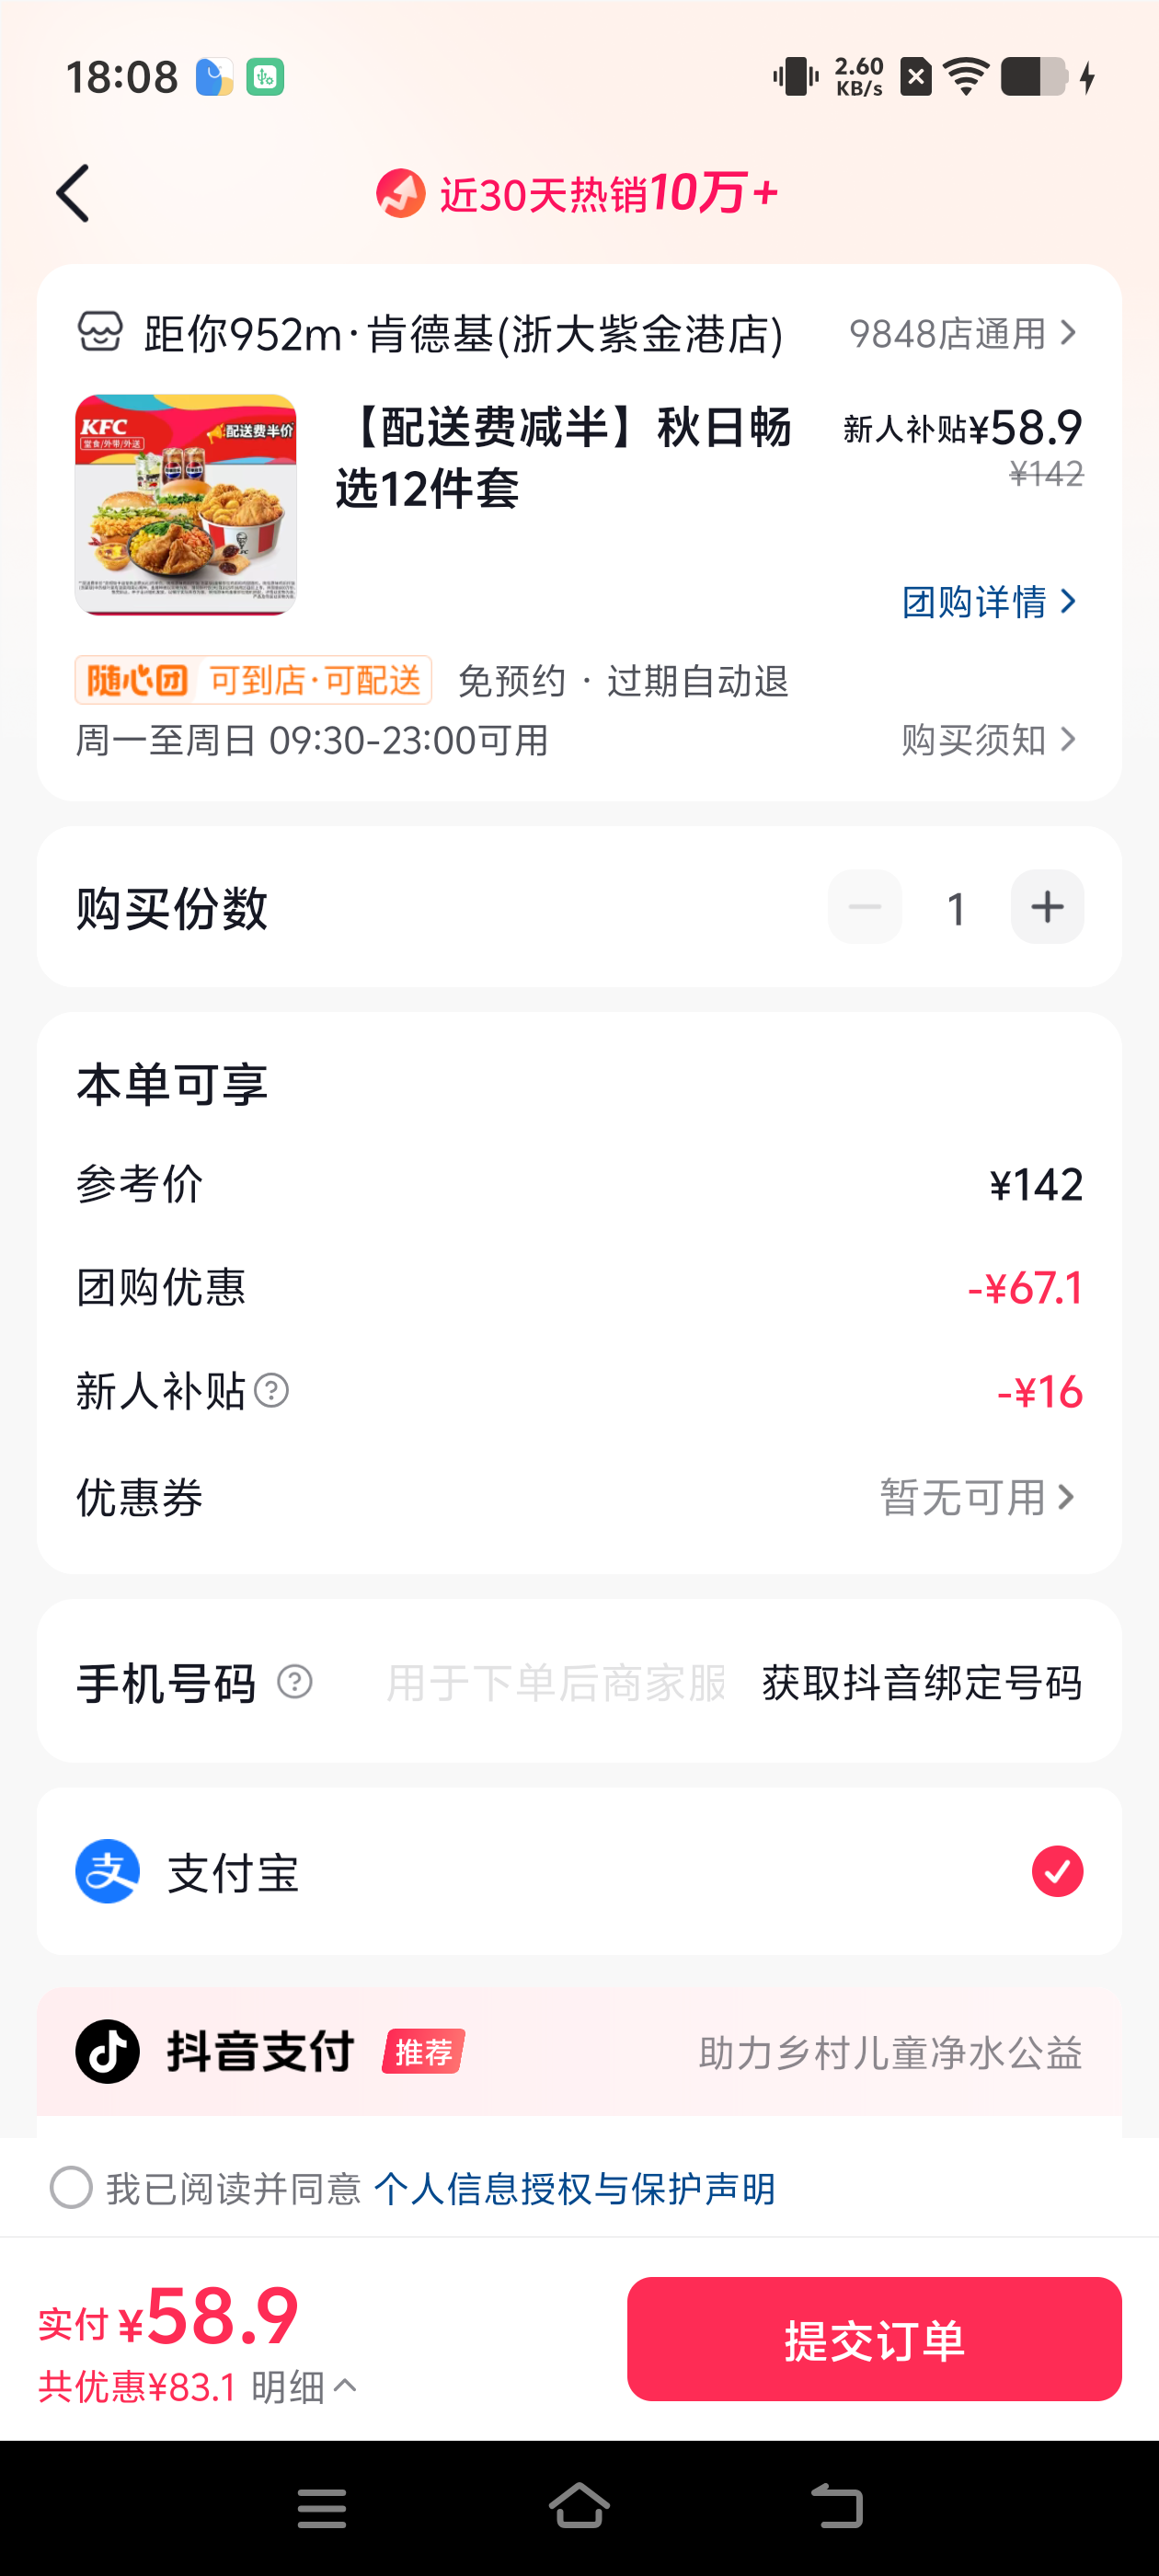 18:08
2.60
KB/s
近30天热销10万+
距你952m·肯德基(浙大紫金港店)
9848店通用
KFC
堂食/外带/外送
配送费半价
【配送费减半】秋日畅
选12件套
新人补贴¥58.9
¥142
团购详情
随心团 可到店·可配送
免预约 · 过期自动退
周一至周日 09:30-23:00可用
购买须知
购买份数
1
本单可享
参考价
¥142
团购优惠
-¥67.1
新人补贴
-¥16
优惠券
暂无可用
手机号码
用于下单后商家服
获取抖音绑定号码
支
支付宝
抖音支付
推荐
助力乡村儿童净水公益
我已阅读并同意 个人信息授权与保护声明
实付 ¥58.9
共优惠¥83.1 明细
提交订单